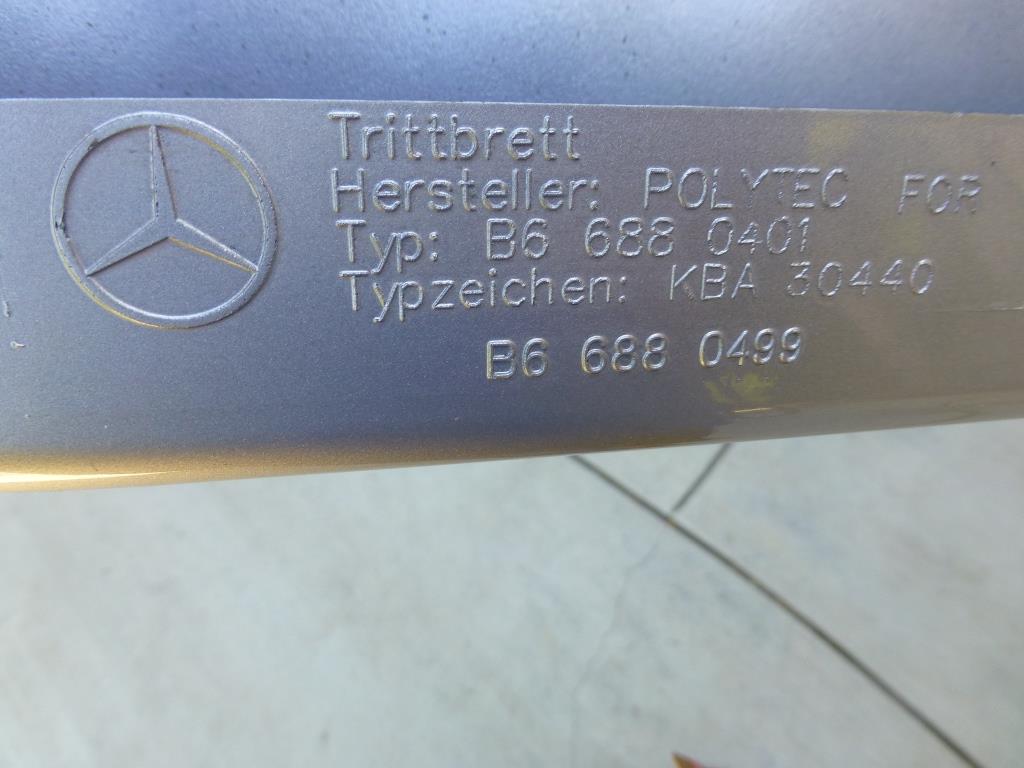 Trittbrett
Hersteller: POLYTEC FOR
Typ: B6 688 0401
Typzeichen: KBA 30440
B6 688 0499